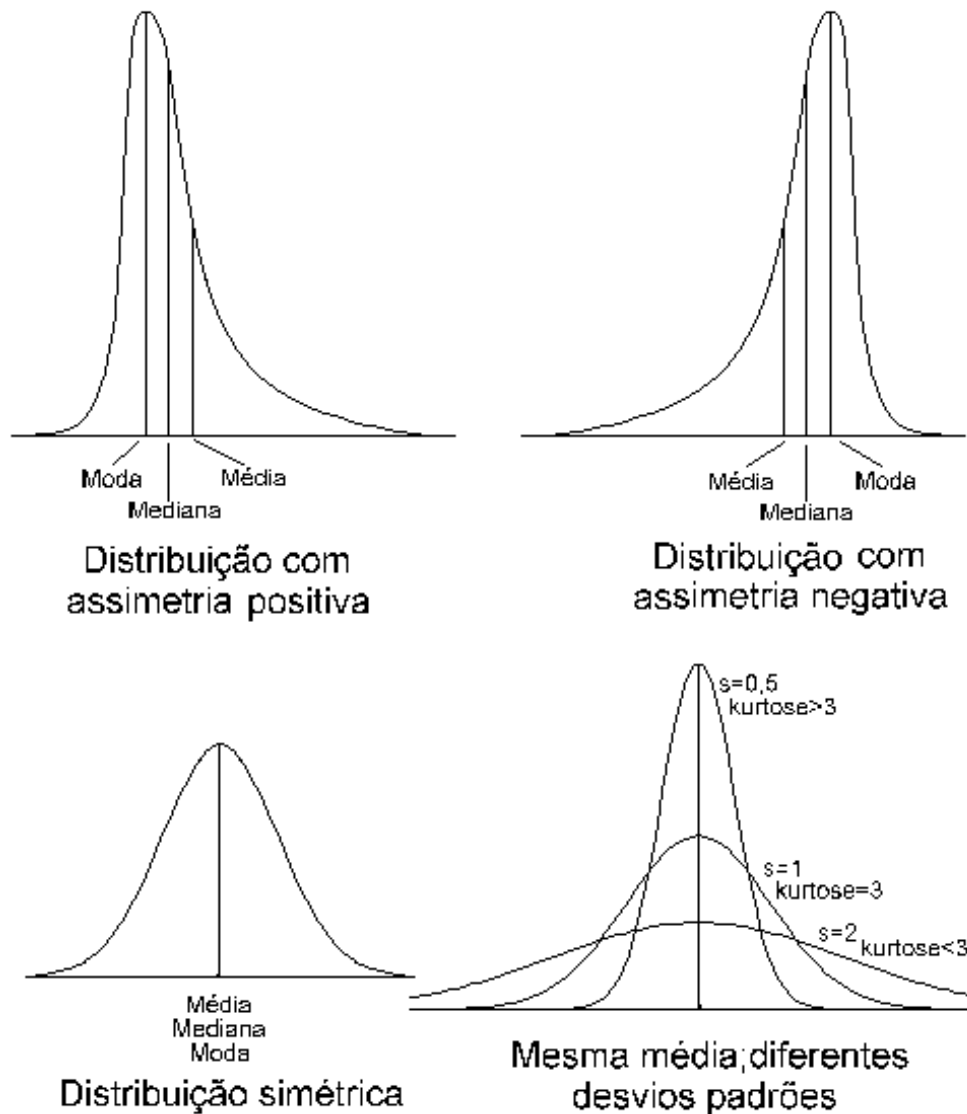 Moda
Média
Mediana
Distribuição com
assimetria positiva
Média
Moda
Mediana
Distribuição com
assimetria negativa
Média
Mediana
Moda
Distribuição simétrica
s=0,5
kurtose>3
s=1
kurtose=3
s=2
kurtose<3
Mesma média;diferentes
desvios padrões